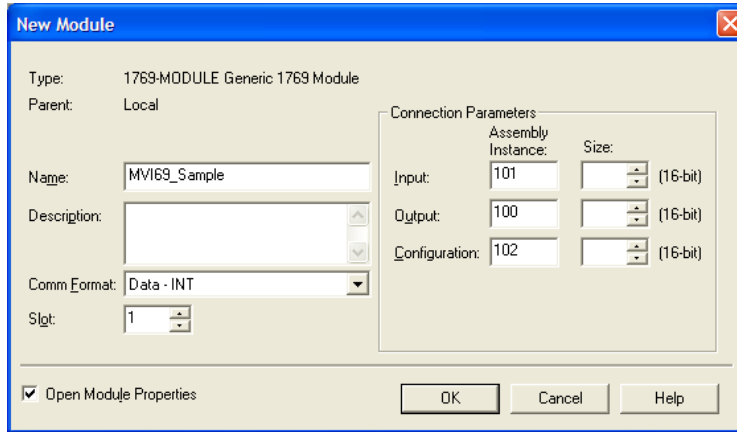 New Module
Type: 1769-MODULE Generic 1769 Module
Parent: Local
Name: MVI69_Sample
Description:
Comm Format: Data - INT
Slot: 1
Connection Parameters
Assembly Instance: Size:
Input: 101 (16-bit)
Output: 100 (16-bit)
Configuration: 102 (16-bit)
Open Module Properties
OK Cancel Help